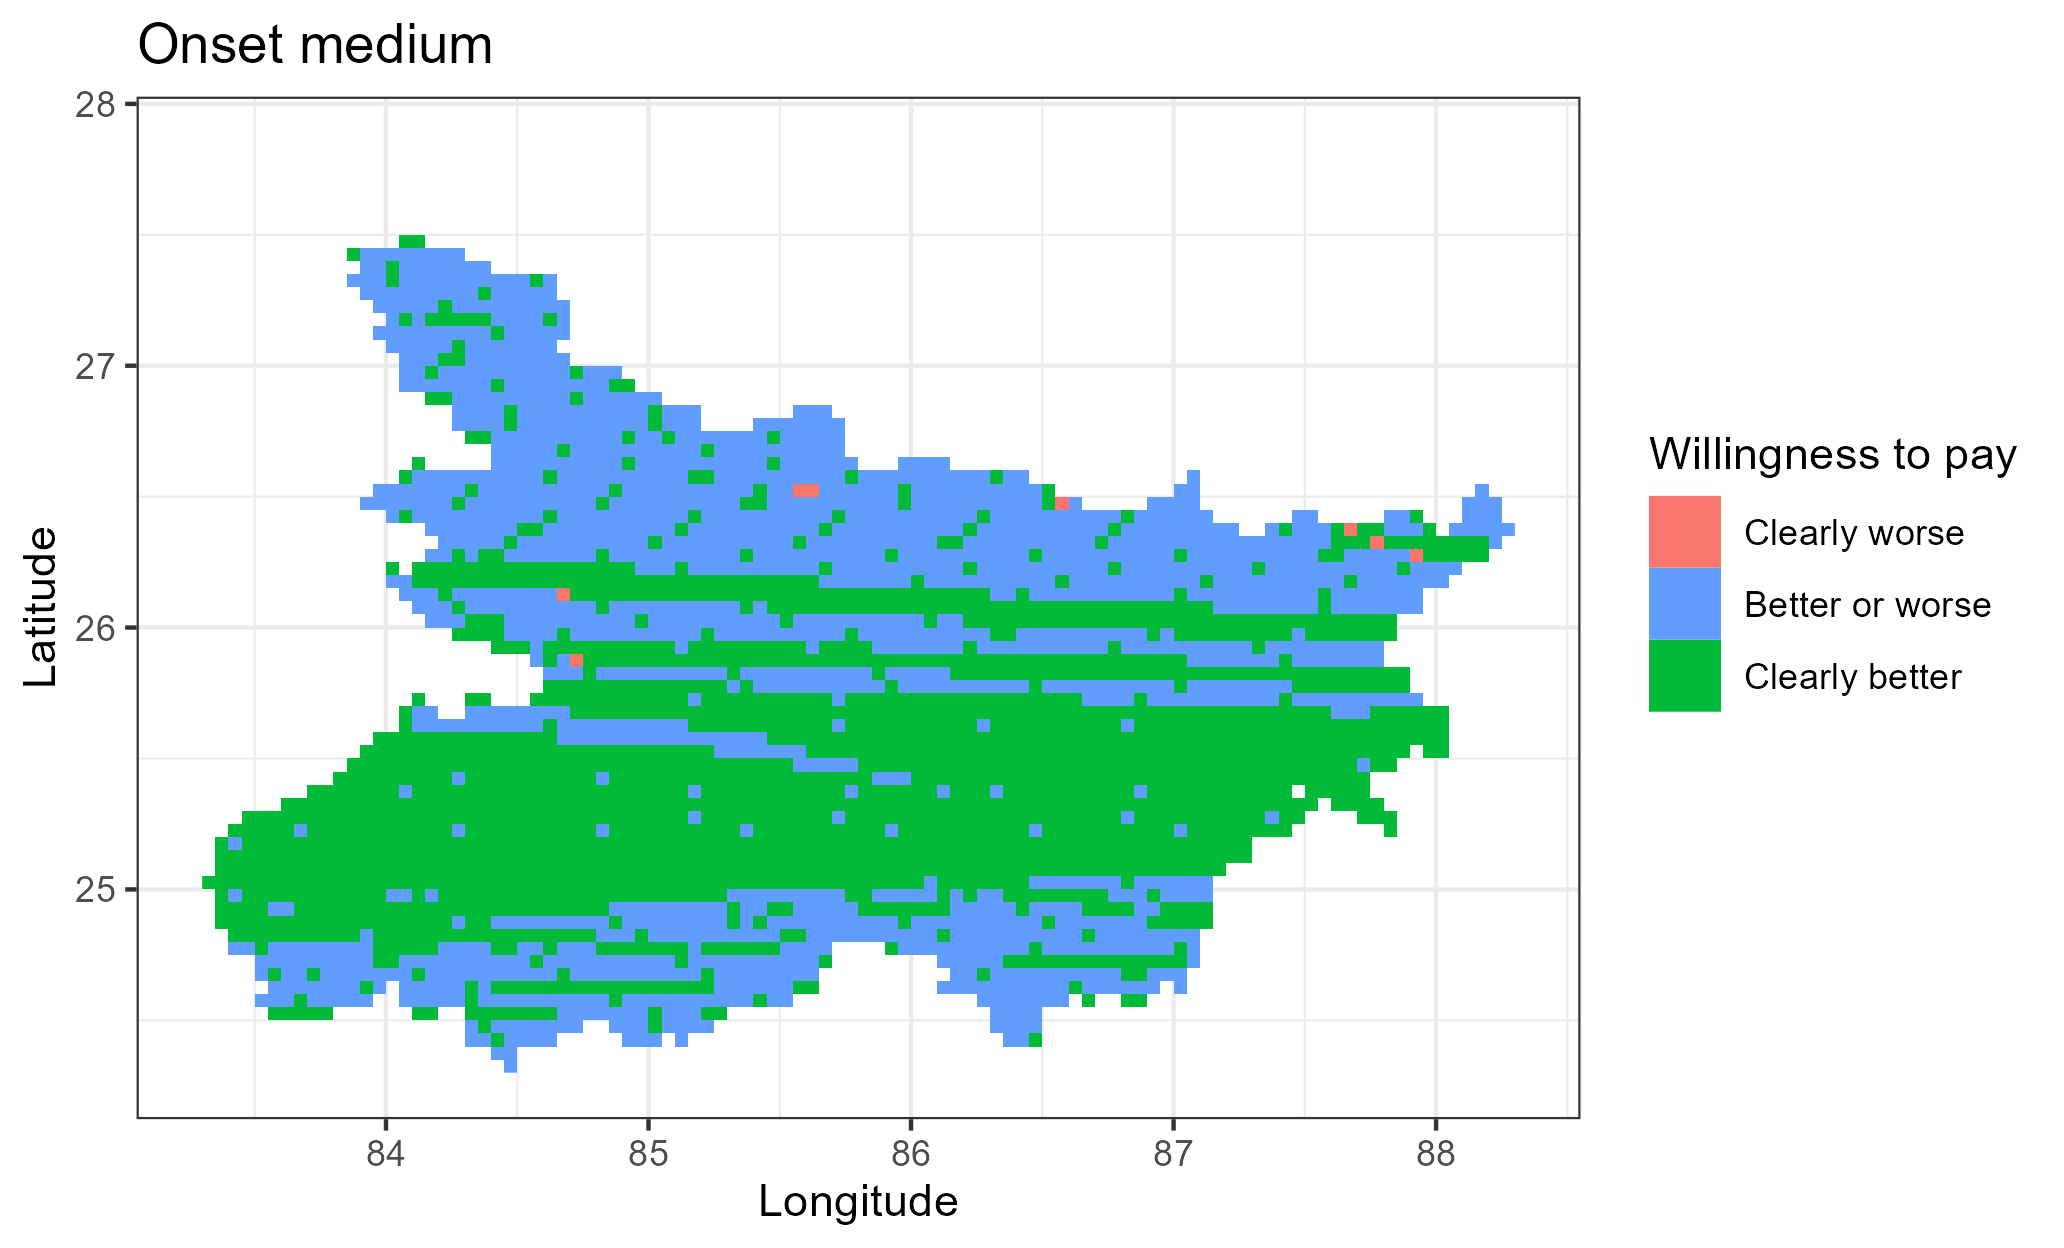 Onset medium
28
27
26
25
Latitude
84 85 86 87 88
Longitude
Willingness to pay
Clearly worse
Better or worse
Clearly better